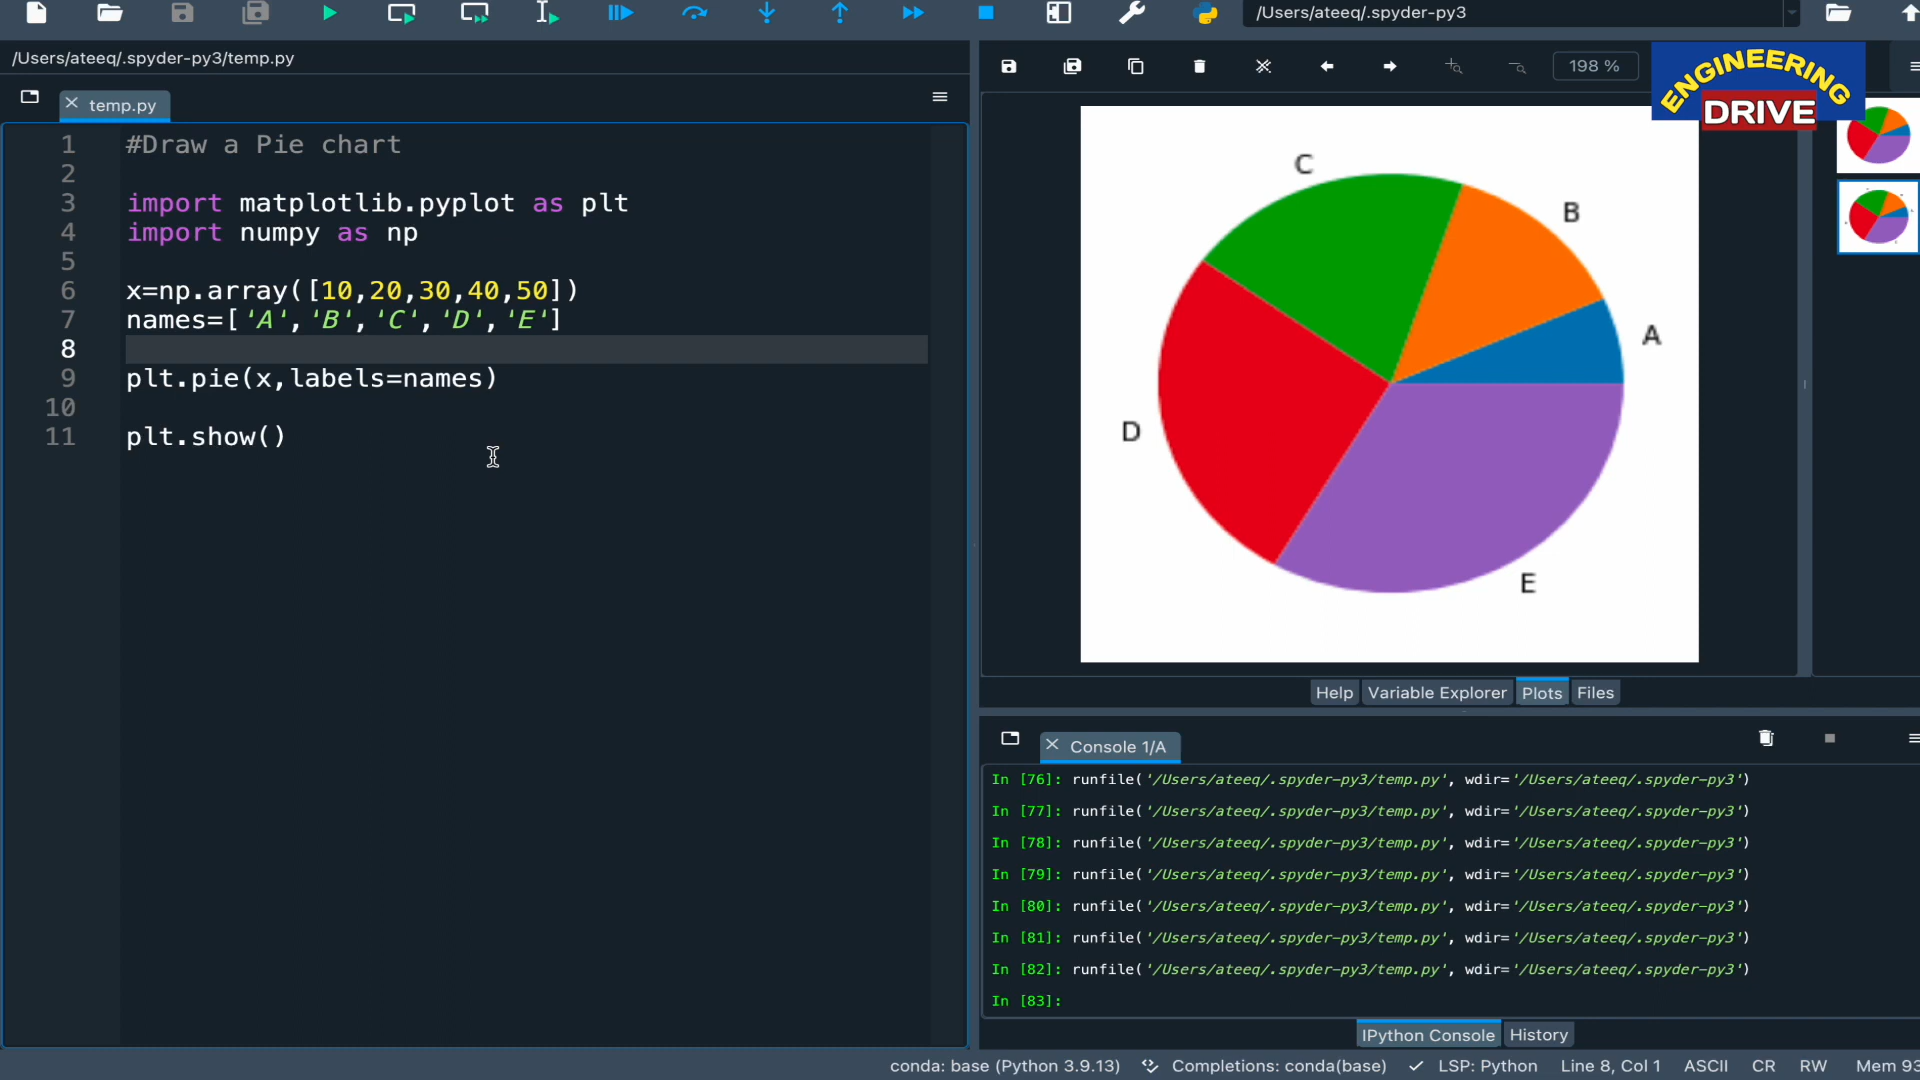 /Users/ateeq/.spyder-py3
/Users/ateeq/.spyder-py3/temp.py
temp.py
1 #Draw a Pie chart
2
3 import matplotlib.pyplot as plt
4 import numpy as np
5
6 x=np.array([10,20,30,40,50])
7 names=['A','B','C','D','E']
8
9 plt.pie(x,labels=names)
10
11 plt.show()
198 %
ENGINEERING
DRIVE
C
B
A
D
E
Help Variable Explorer Plots Files
Console 1/A
In [76]: runfile('/Users/ateeq/.spyder-py3/temp.py', wdir='/Users/ateeq/.spyder-py3')
In [77]: runfile('/Users/ateeq/.spyder-py3/temp.py', wdir='/Users/ateeq/.spyder-py3')
In [78]: runfile('/Users/ateeq/.spyder-py3/temp.py', wdir='/Users/ateeq/.spyder-py3')
In [79]: runfile('/Users/ateeq/.spyder-py3/temp.py', wdir='/Users/ateeq/.spyder-py3')
In [80]: runfile('/Users/ateeq/.spyder-py3/temp.py', wdir='/Users/ateeq/.spyder-py3')
In [81]: runfile('/Users/ateeq/.spyder-py3/temp.py', wdir='/Users/ateeq/.spyder-py3')
In [82]: runfile('/Users/ateeq/.spyder-py3/temp.py', wdir='/Users/ateeq/.spyder-py3')
In [83]:
IPython Console History
conda: base (Python 3.9.13) Completions: conda(base) LSP: Python Line 8, Col 1 ASCII CR RW Mem 93